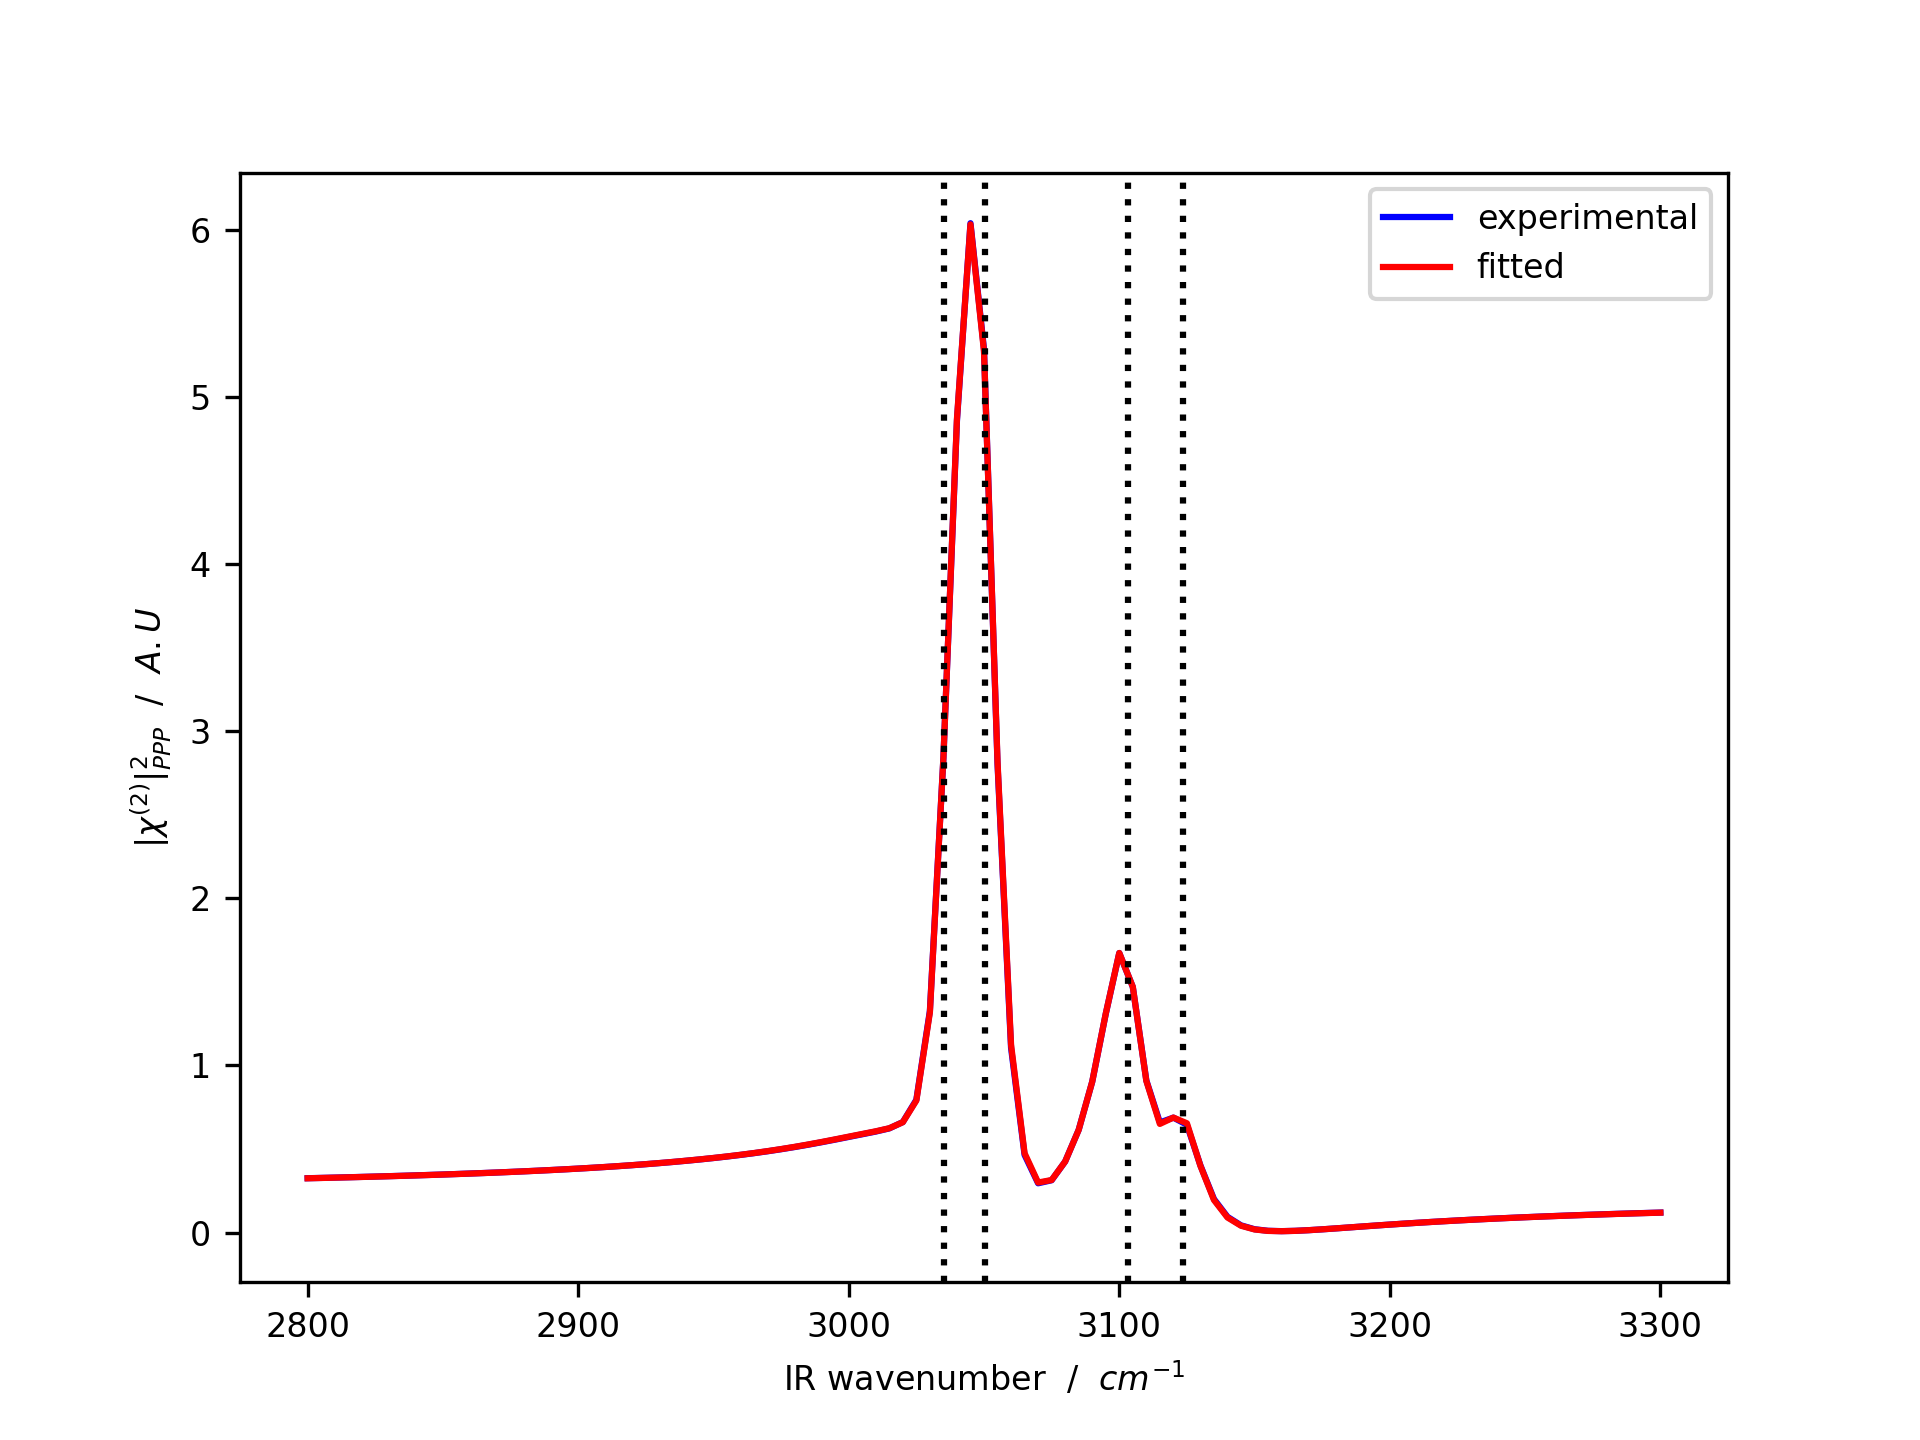 experimental
fitted
6
5
4
3
2
1
0
|χ⁽²⁾|²_PPP / A.U
2800 2900 3000 3100 3200 3300
IR wavenumber / cm⁻¹